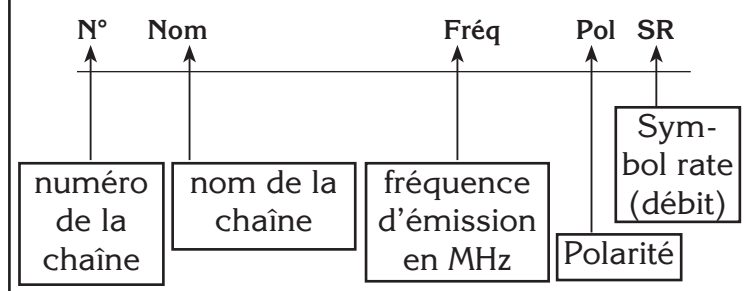 N° Nom Fréq Pol SR
numéro
de la
chaîne
nom de la
chaîne
fréquence
d'émission
en MHz
Polarité
Sym-
bol rate
(débit)